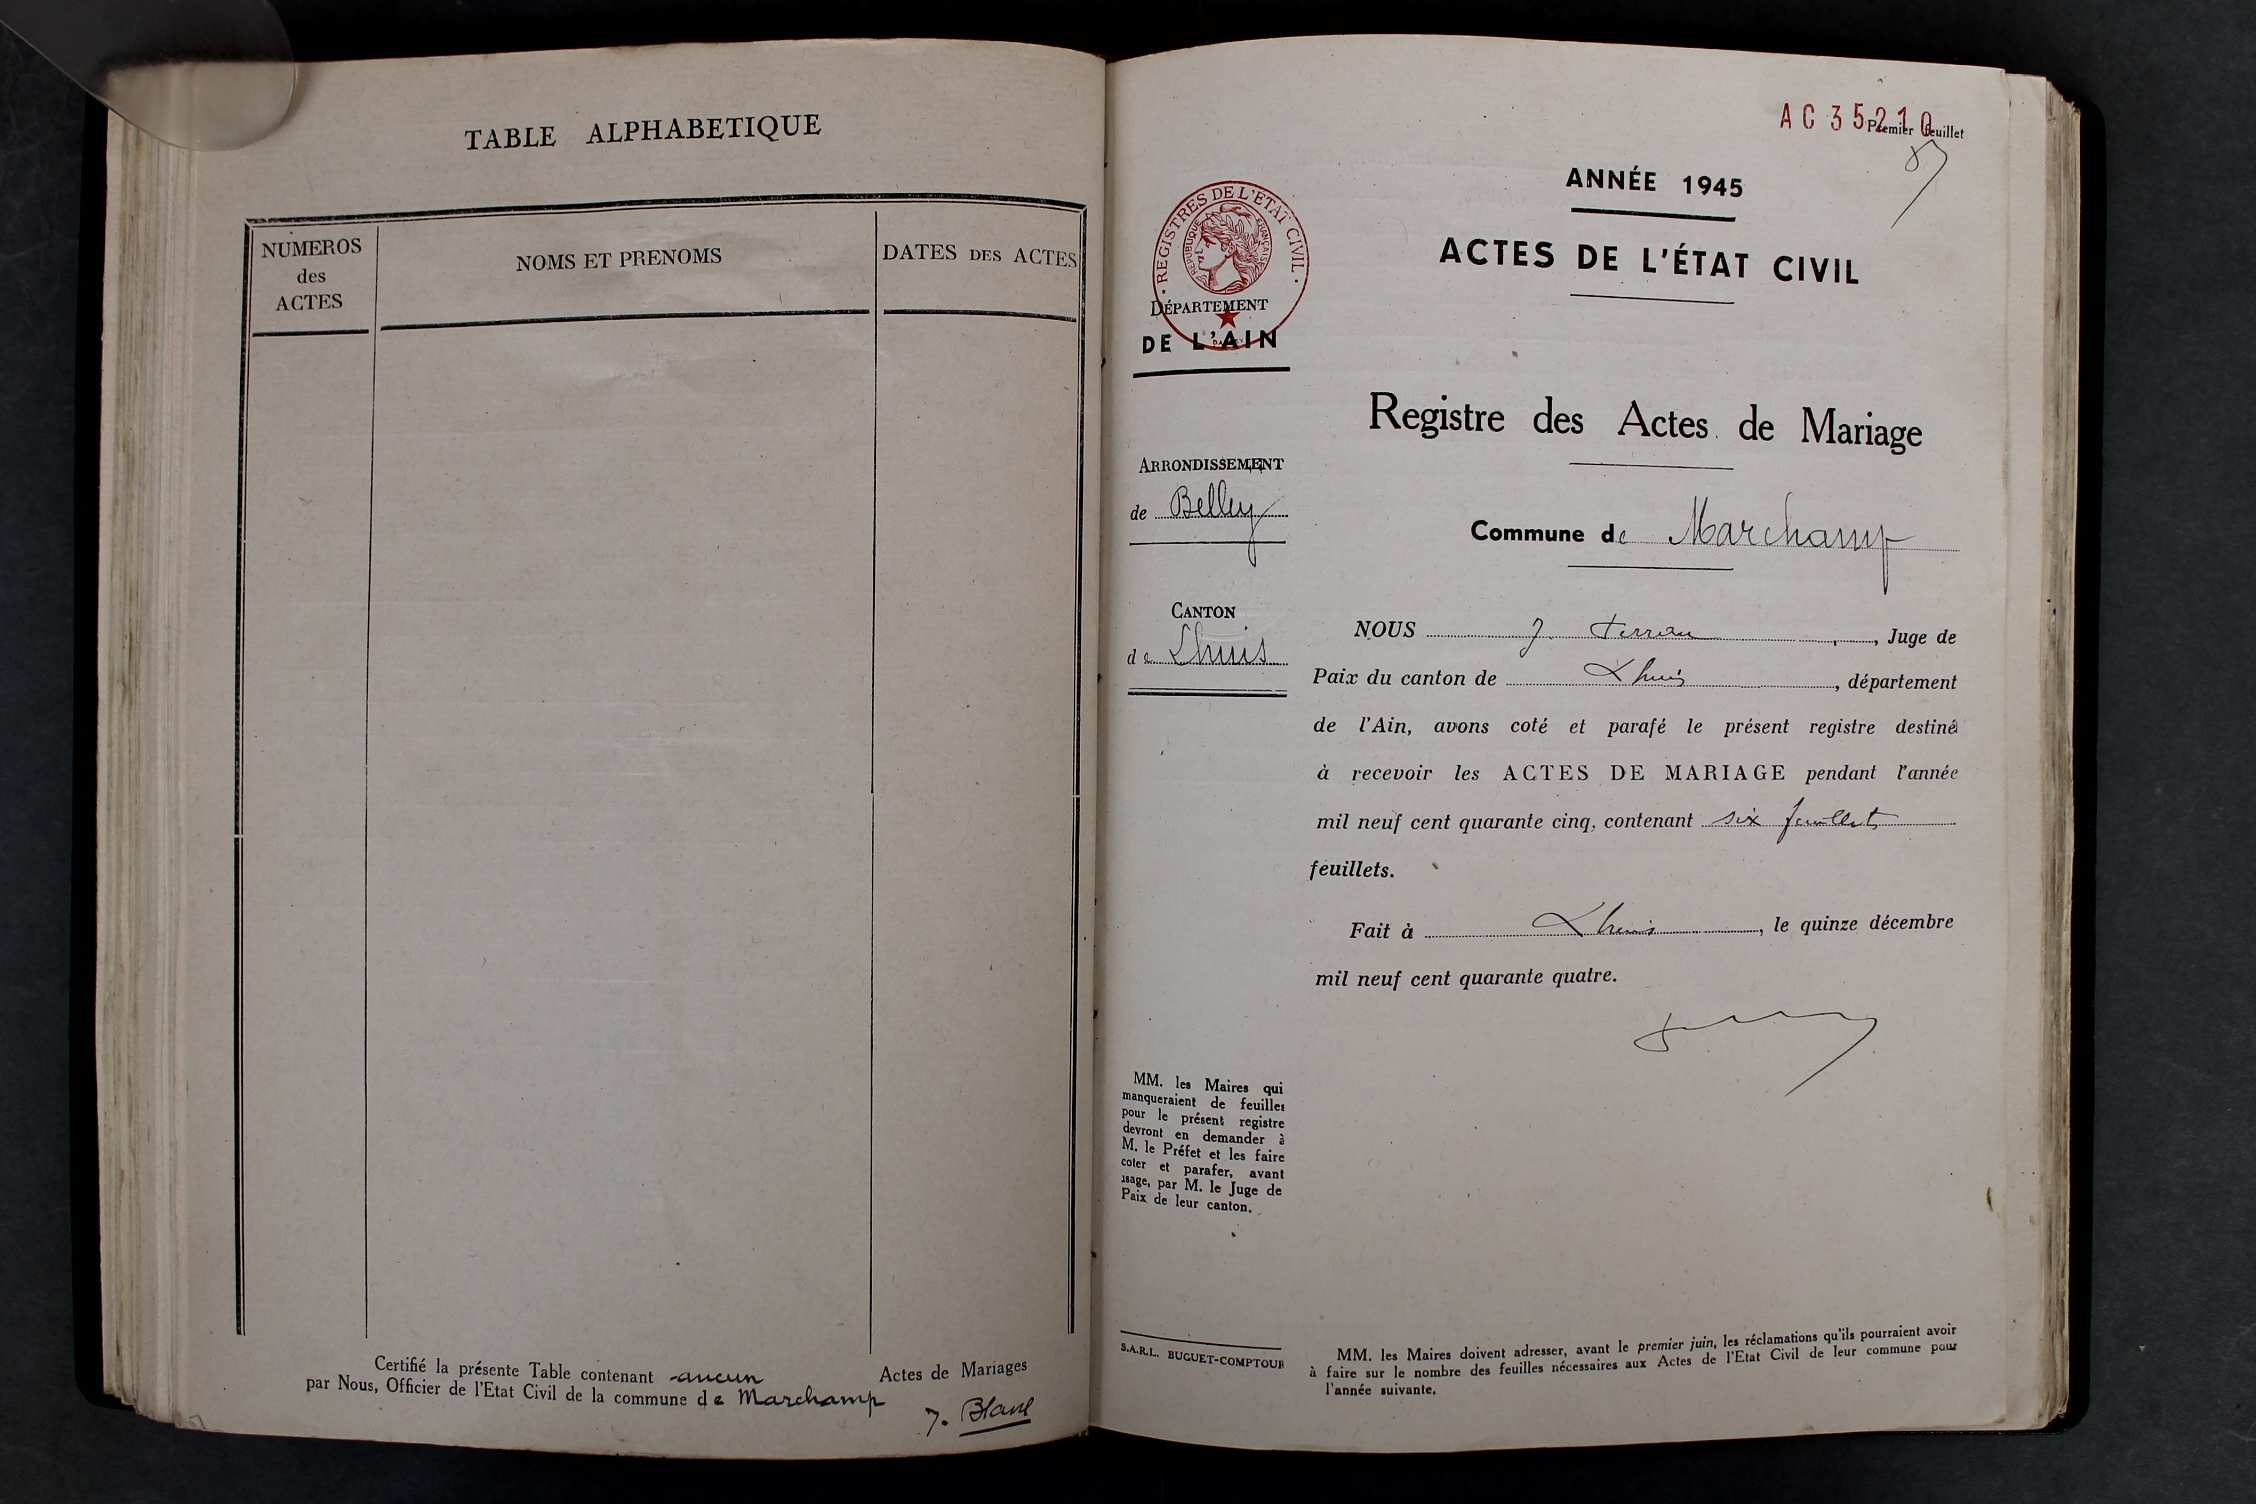 TABLE ALPHABETIQUE
NUMEROS
des
ACTES
NOMS ET PRENOMS
DATES DES ACTES
Certifié la présente Table contenant aucun Actes de Mariages
par Nous, Officier de l'Etat Civil de la commune de Marchamp
J. Blanc
AC 35210
Premier feuillet
ANNÉE 1945
ACTES DE L'ÉTAT CIVIL
REGISTRES DE L'ETAT CIVIL
REPUBLIQUE FRANÇAISE
DÉPARTEMENT
DE L'AIN
Registre des Actes de Mariage
ARRONDISSEMENT
de Belley
Commune de Marchamp
CANTON
de Lhuis
NOUS J. , Juge de
Paix du canton de Lhuis, département
de l'Ain, avons coté et parafé le présent registre destiné
à recevoir les ACTES DE MARIAGE pendant l'année
mil neuf cent quarante cinq, contenant six feuillets
feuillets.
Fait à Lhuis, le quinze décembre
mil neuf cent quarante quatre.
MM. les Maires qui
manqueraient de feuilles
pour le présent registre
devront en demander à
M. le Préfet et les faire
coter et parafer, avant
usage, par M. le Juge de
Paix de leur canton.
S.A.R.L. BUGUET-COMPTOUR
MM. les Maires doivent adresser, avant le premier juin, les réclamations qu'ils pourraient avoir
à faire sur le nombre des feuilles nécessaires aux Actes de l'Etat Civil de leur commune pour
l'année suivante.